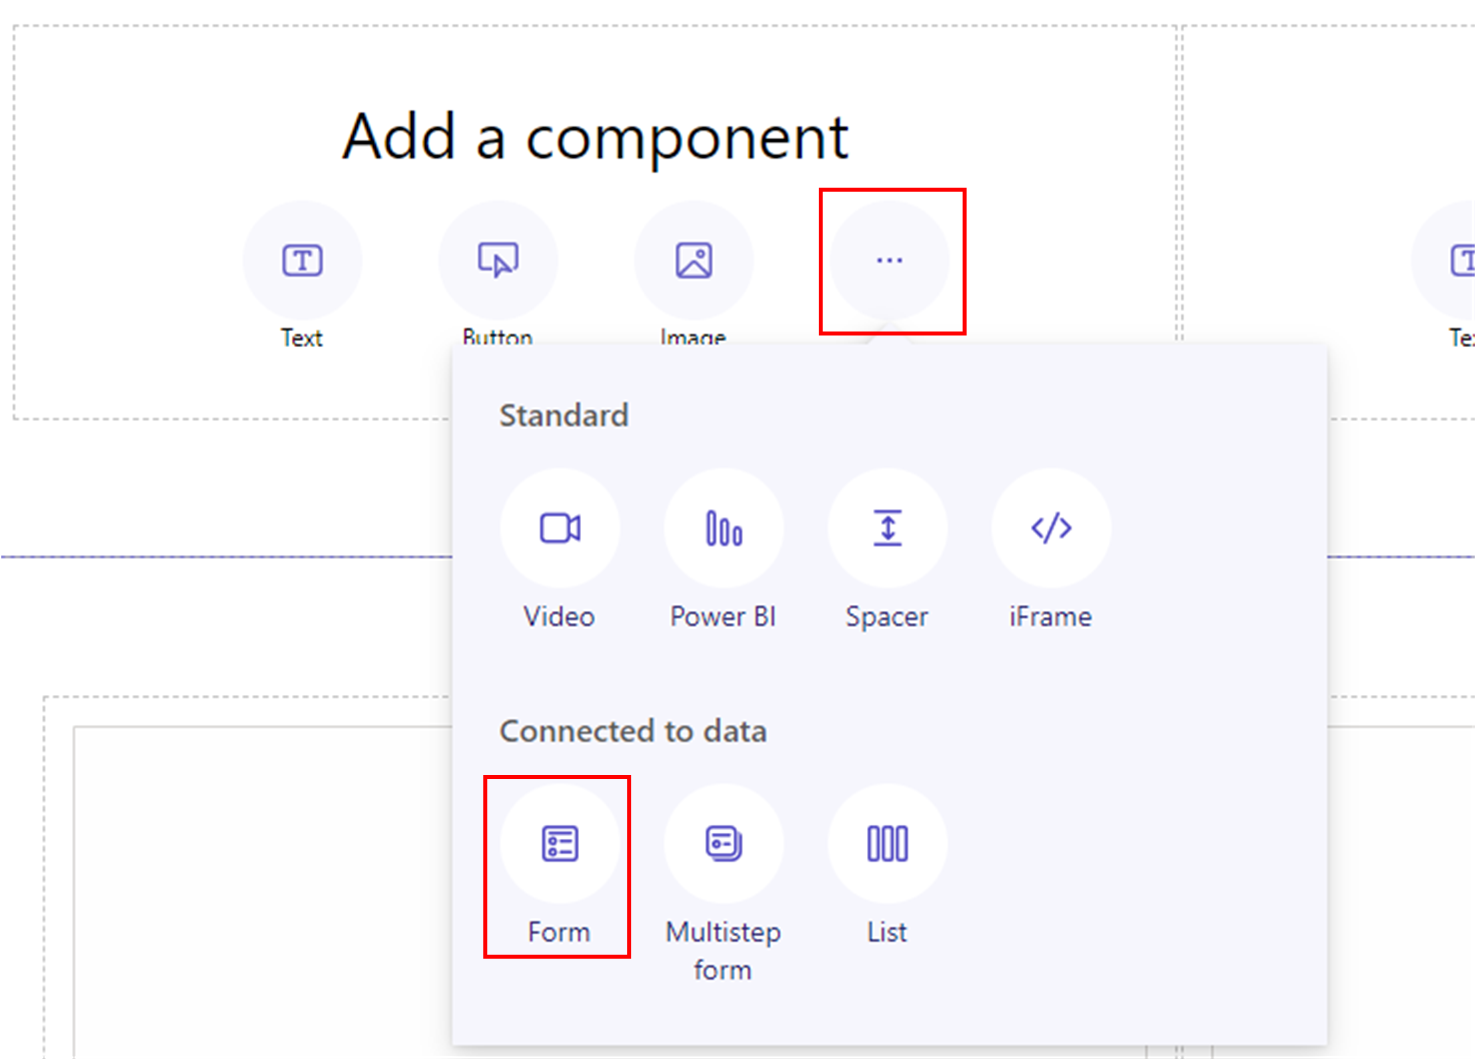 Add a component
Text
Button
Image
Standard
Video
Power BI
Spacer
iFrame
Connected to data
Form
Multistep
form
List